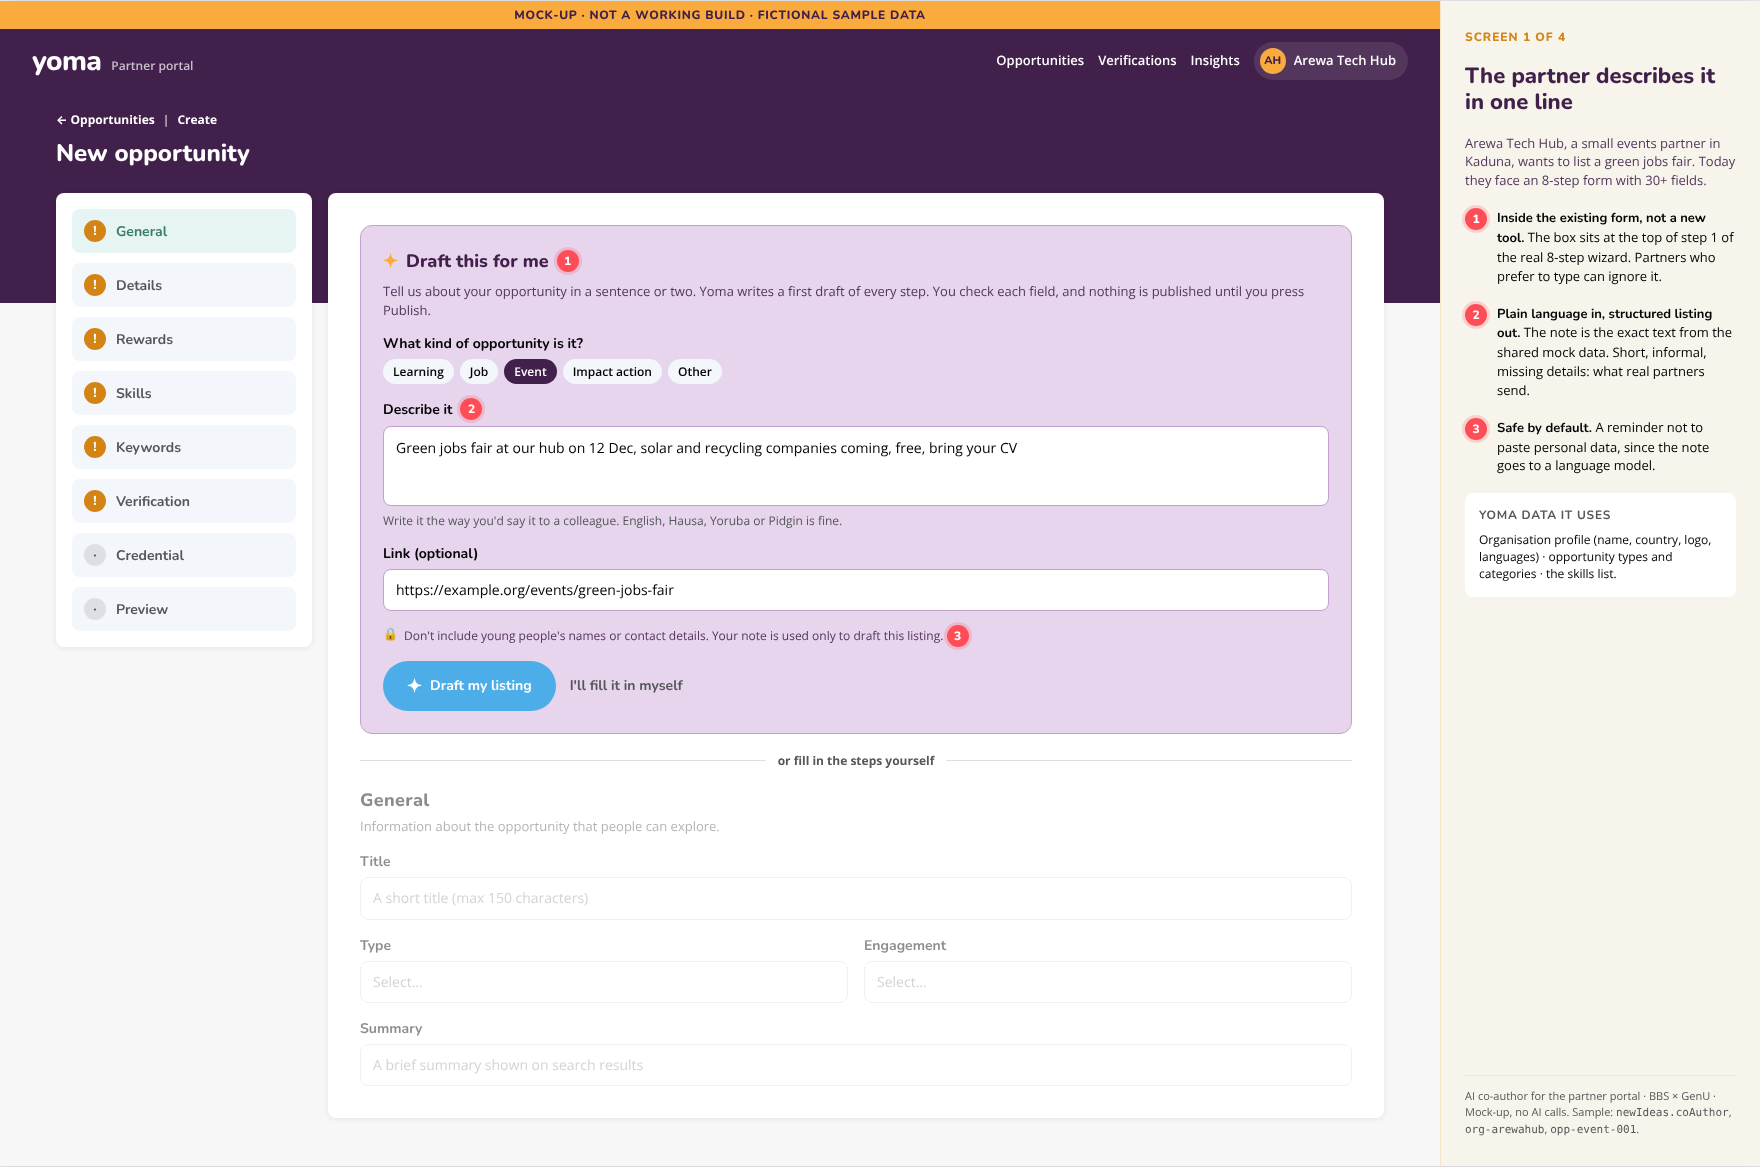 MOCK-UP · NOT A WORKING BUILD · FICTIONAL SAMPLE DATA
yoma Partner portal
Opportunities Verifications Insights AH Arewa Tech Hub
← Opportunities | Create
New opportunity
! General
! Details
! Rewards
! Skills
! Keywords
! Verification
· Credential
· Preview
Draft this for me 1
Tell us about your opportunity in a sentence or two. Yoma writes a first draft of every step. You check each field, and nothing is published until you press
Publish.
What kind of opportunity is it?
Learning Job Event Impact action Other
Describe it 2
Green jobs fair at our hub on 12 Dec, solar and recycling companies coming, free, bring your CV
Write it the way you'd say it to a colleague. English, Hausa, Yoruba or Pidgin is fine.
Link (optional)
https://example.org/events/green-jobs-fair
Don't include young people's names or contact details. Your note is used only to draft this listing. 3
Draft my listing I'll fill it in myself
or fill in the steps yourself
General
Information about the opportunity that people can explore.
Title
A short title (max 150 characters)
Type Engagement
Select... Select...
Summary
A brief summary shown on search results
SCREEN 1 OF 4
The partner describes it
in one line
Arewa Tech Hub, a small events partner in
Kaduna, wants to list a green jobs fair. Today
they face an 8-step form with 30+ fields.
1 Inside the existing form, not a new
tool. The box sits at the top of step 1 of
the real 8-step wizard. Partners who
prefer to type can ignore it.
2 Plain language in, structured listing
out. The note is the exact text from the
shared mock data. Short, informal,
missing details: what real partners
send.
3 Safe by default. A reminder not to
paste personal data, since the note
goes to a language model.
YOMA DATA IT USES
Organisation profile (name, country, logo,
languages) · opportunity types and
categories · the skills list.
AI co-author for the partner portal · BBS × GenU ·
Mock-up, no AI calls. Sample: newIdeas.coAuthor,
org-arewahub, opp-event-001.